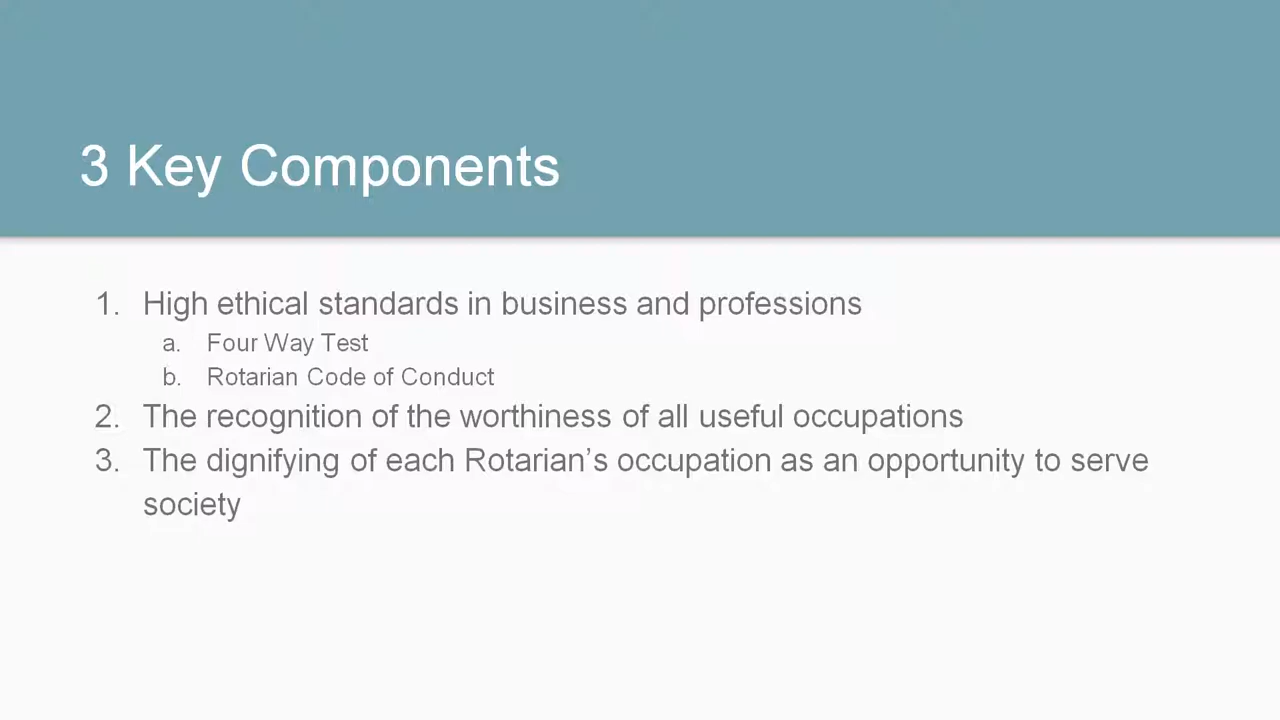 3 Key Components
1. High ethical standards in business and professions
a. Four Way Test
b. Rotarian Code of Conduct
2. The recognition of the worthiness of all useful occupations
3. The dignifying of each Rotarian’s occupation as an opportunity to serve
society